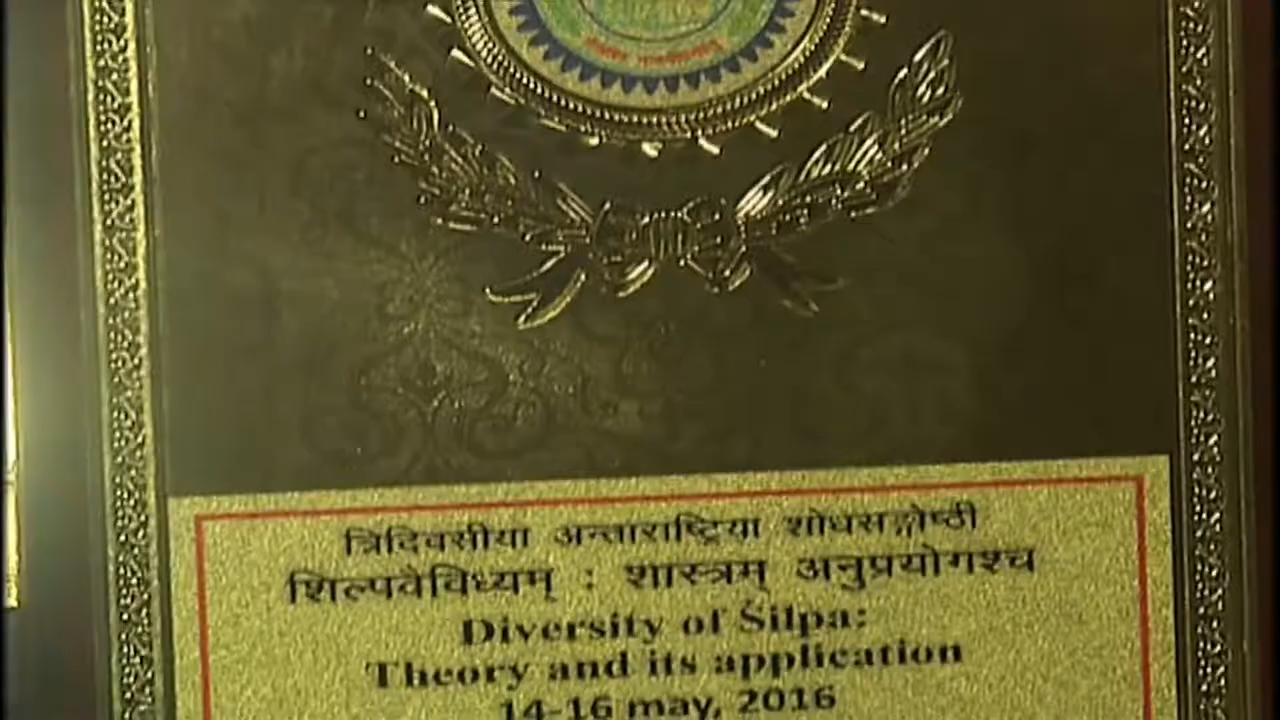 त्रिदिवसीया अन्ताराष्ट्रिया शोधसङ्गोष्ठी
शिल्पवैविध्यम् : शास्त्रम् अनुप्रयोगश्च
Diversity of Śilpa:
Theory and its application
14-16 may, 2016